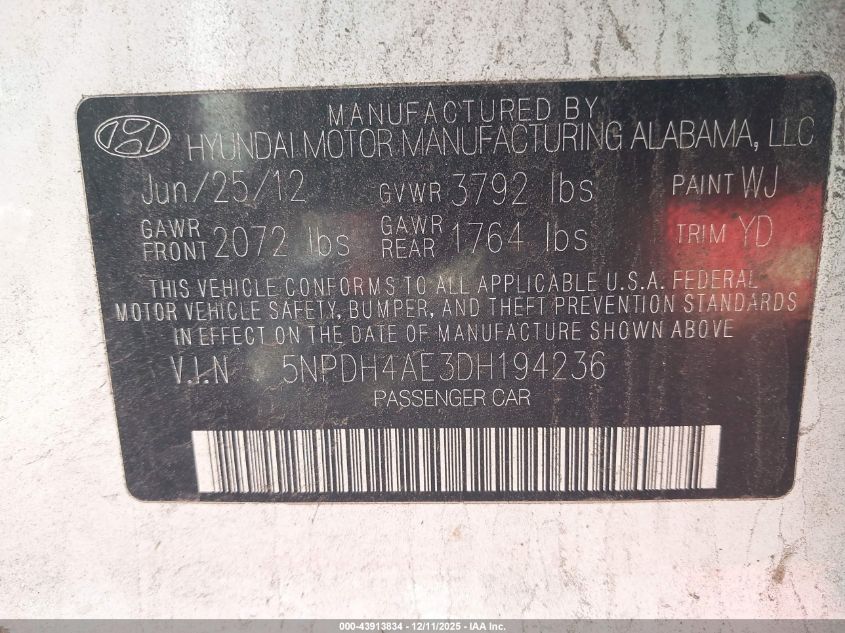 MANUFACTURED BY
HYUNDAI MOTOR MANUFACTURING ALABAMA, LLC
Jun/25/12 GVWR 3792 lbs PAINT WJ
GAWR FRONT 2072 lbs GAWR REAR 1764 lbs TRIM YD
THIS VEHICLE CONFORMS TO ALL APPLICABLE U.S.A. FEDERAL
MOTOR VEHICLE SAFETY, BUMPER, AND THEFT PREVENTION STANDARDS
IN EFFECT ON THE DATE OF MANUFACTURE SHOWN ABOVE
V.I.N 5NPDH4AE3DH194236
PASSENGER CAR
000-43913834 - 12/11/2025 - IAA Inc.